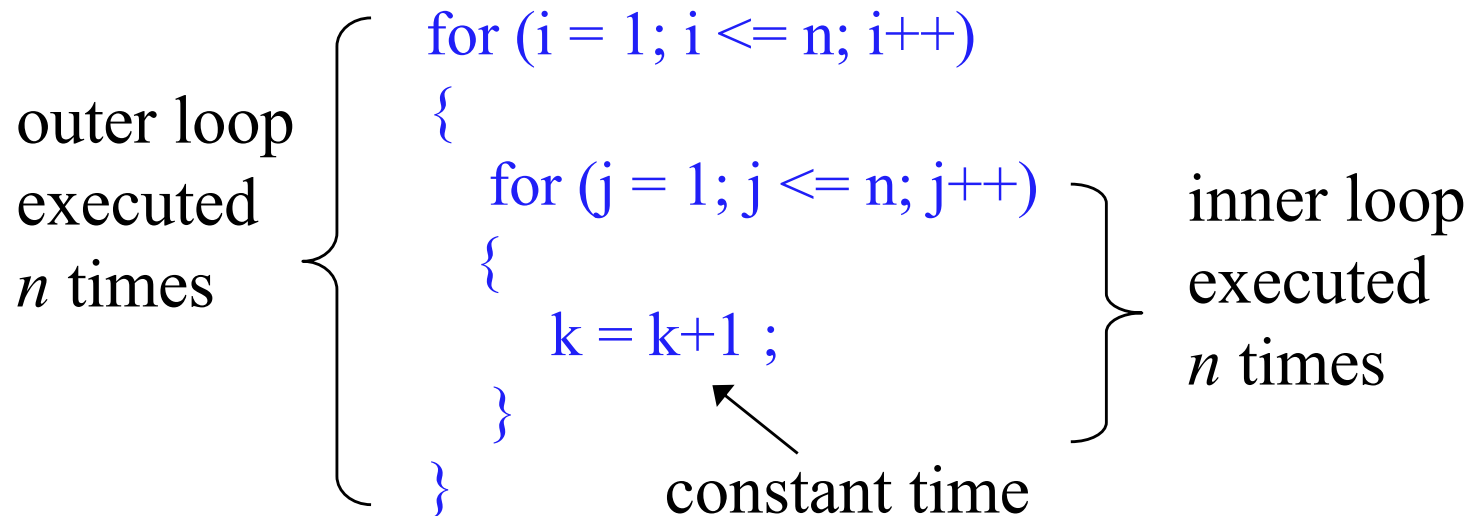 for (i = 1; i <= n; i++)
{
outer loop
executed
n times
for (j = 1; j <= n; j++)
{
k = k+1 ;
}
}
inner loop
executed
n times
constant time